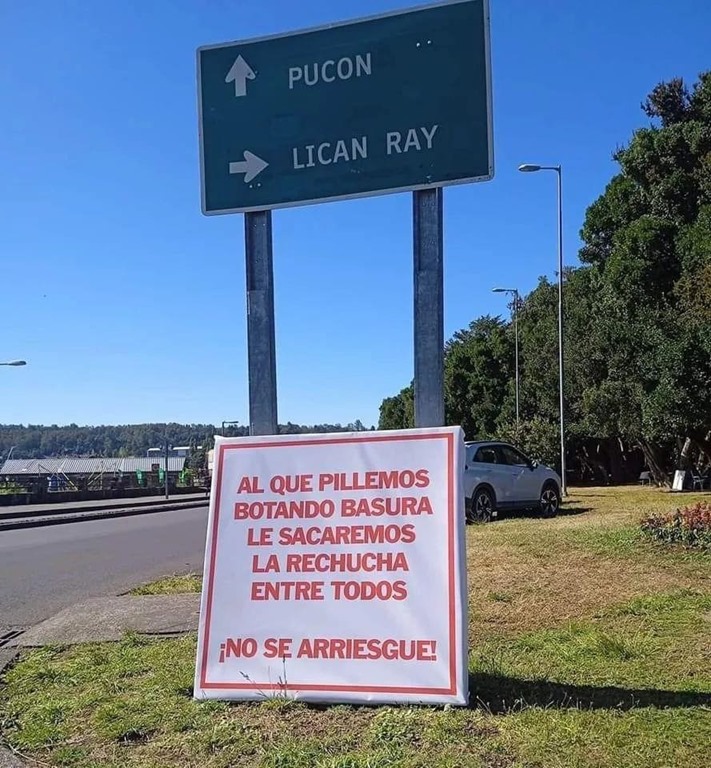 PUCON
LICAN RAY
AL QUE PILLEMOS
BOTANDO BASURA
LE SACAREMOS
LA RECHUCHA
ENTRE TODOS
¡NO SE ARRIESGUE!